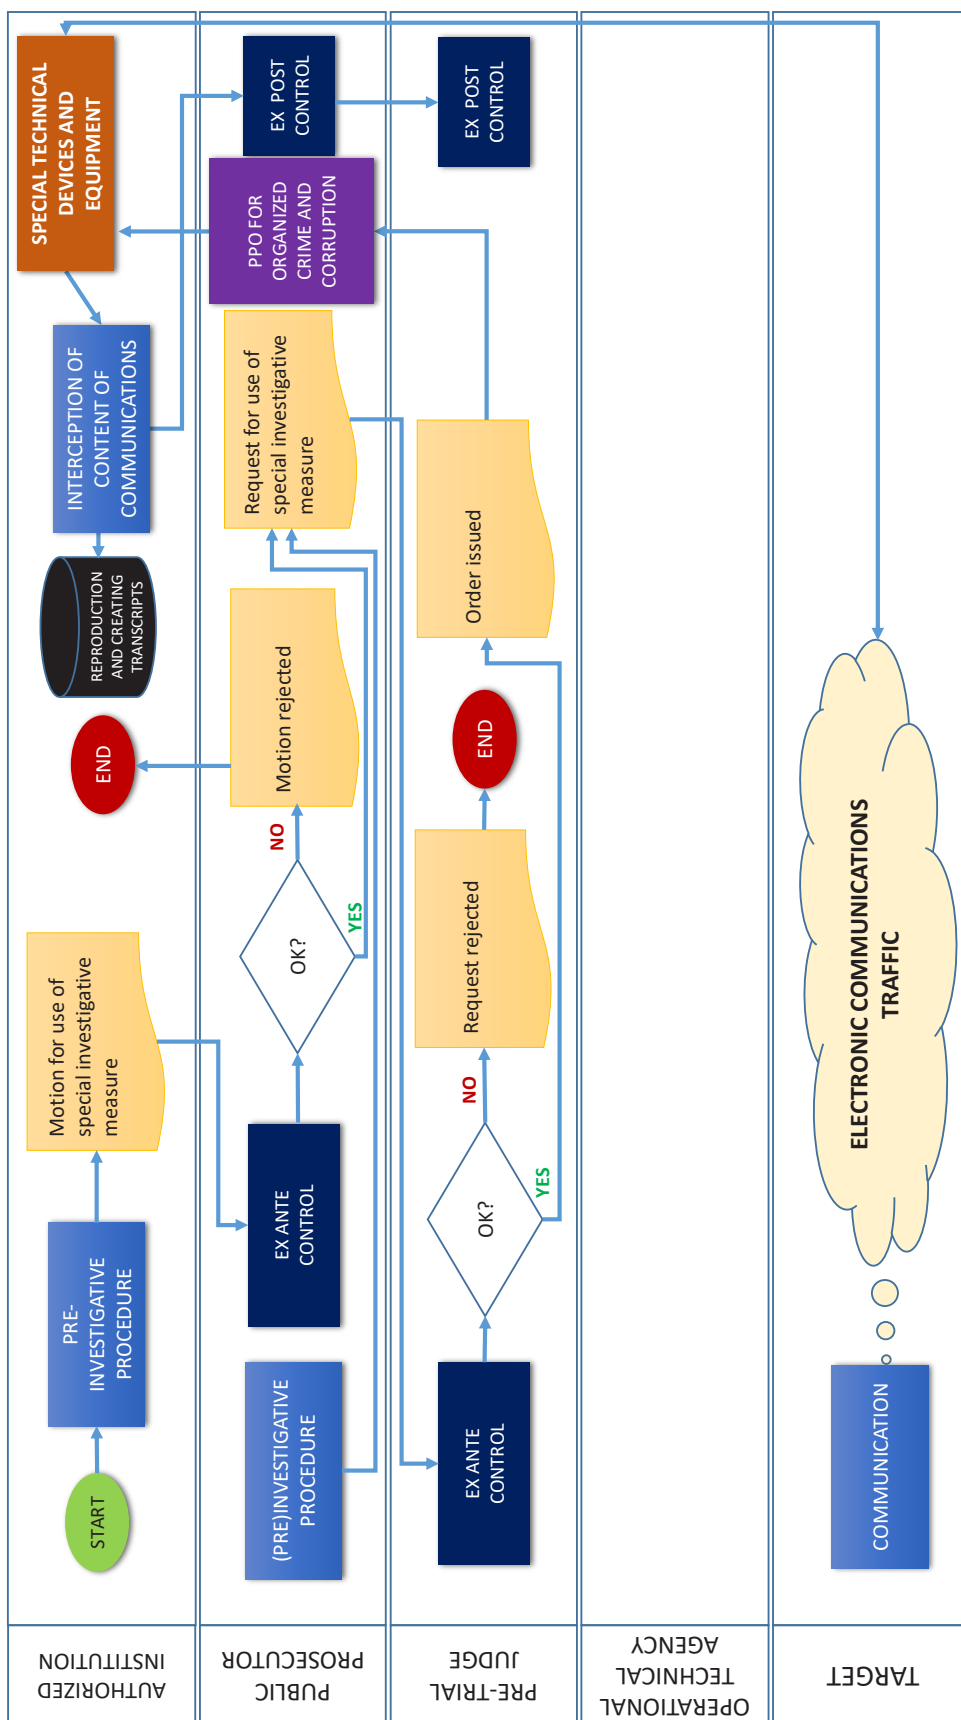 AUTHORIZED
INSTITUTION
START
PRE-
INVESTIGATIVE
PROCEDURE
Motion for use of
special investigative
measure
END
REPRODUCTION
AND CREATING
TRANSCRIPTS
INTERCEPTION OF
CONTENT OF
COMMUNICATIONS
SPECIAL TECHNICAL
DEVICES AND
EQUIPMENT
PUBLIC
PROSECUTOR
(PRE)INVESTIGATIVE
PROCEDURE
EX ANTE
CONTROL
OK?
NO
YES
Motion rejected
Request for use of
special investigative
measure
PPO FOR
ORGANIZED
CRIME AND
CORRUPTION
EX POST
CONTROL
PRE-TRIAL
JUDGE
EX ANTE
CONTROL
OK?
NO
YES
Request rejected
END
Order issued
EX POST
CONTROL
OPERATIONAL
TECHNICAL
AGENCY
TARGET
COMMUNICATION
ELECTRONIC COMMUNICATIONS
TRAFFIC